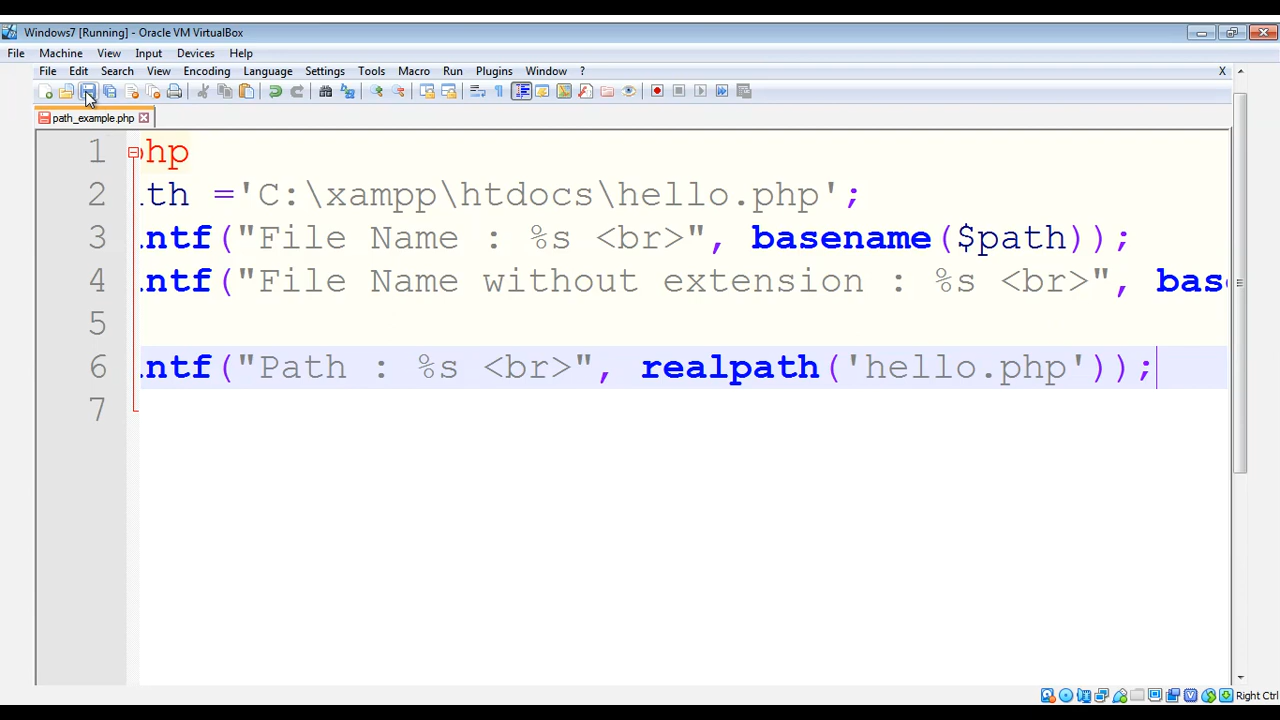 Windows7 [Running] - Oracle VM VirtualBox
File Machine View Input Devices Help
File Edit Search View Encoding Language Settings Tools Macro Run Plugins Window ? X
path_example.php
1 hp
2 th ='C:\xampp\htdocs\hello.php';
3 ntf("File Name : %s <br>", basename($path));
4 ntf("File Name without extension : %s <br>", bas
5
6 ntf("Path : %s <br>", realpath('hello.php'));
7
Right Ctrl